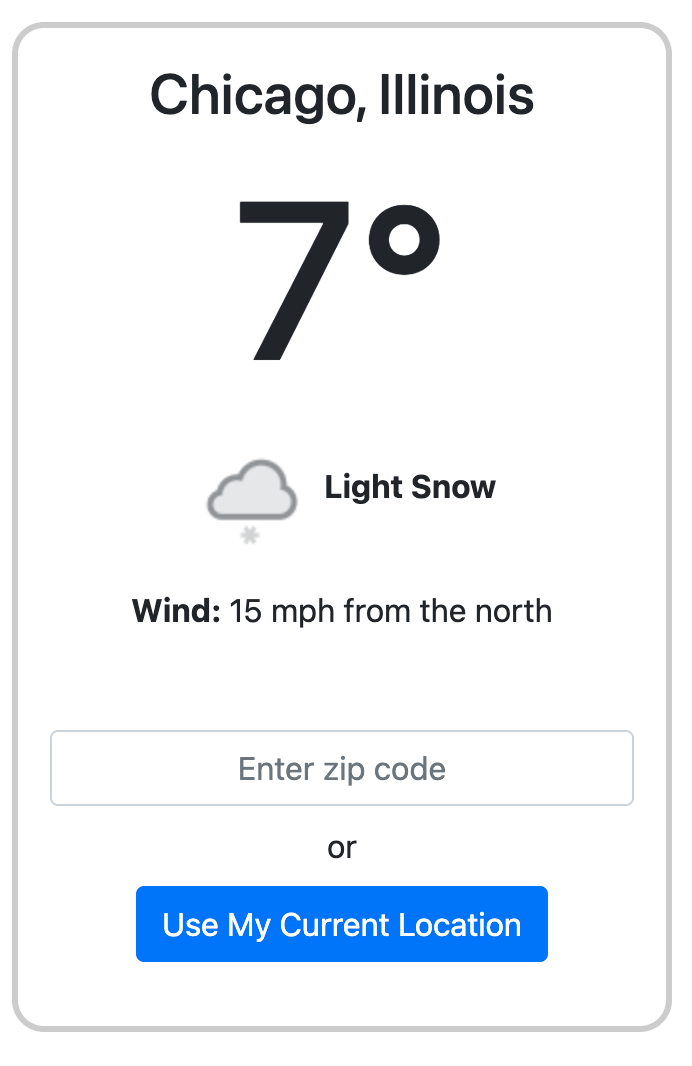 Chicago, Illinois
7°
Light Snow
Wind: 15 mph from the north
Enter zip code
or
Use My Current Location